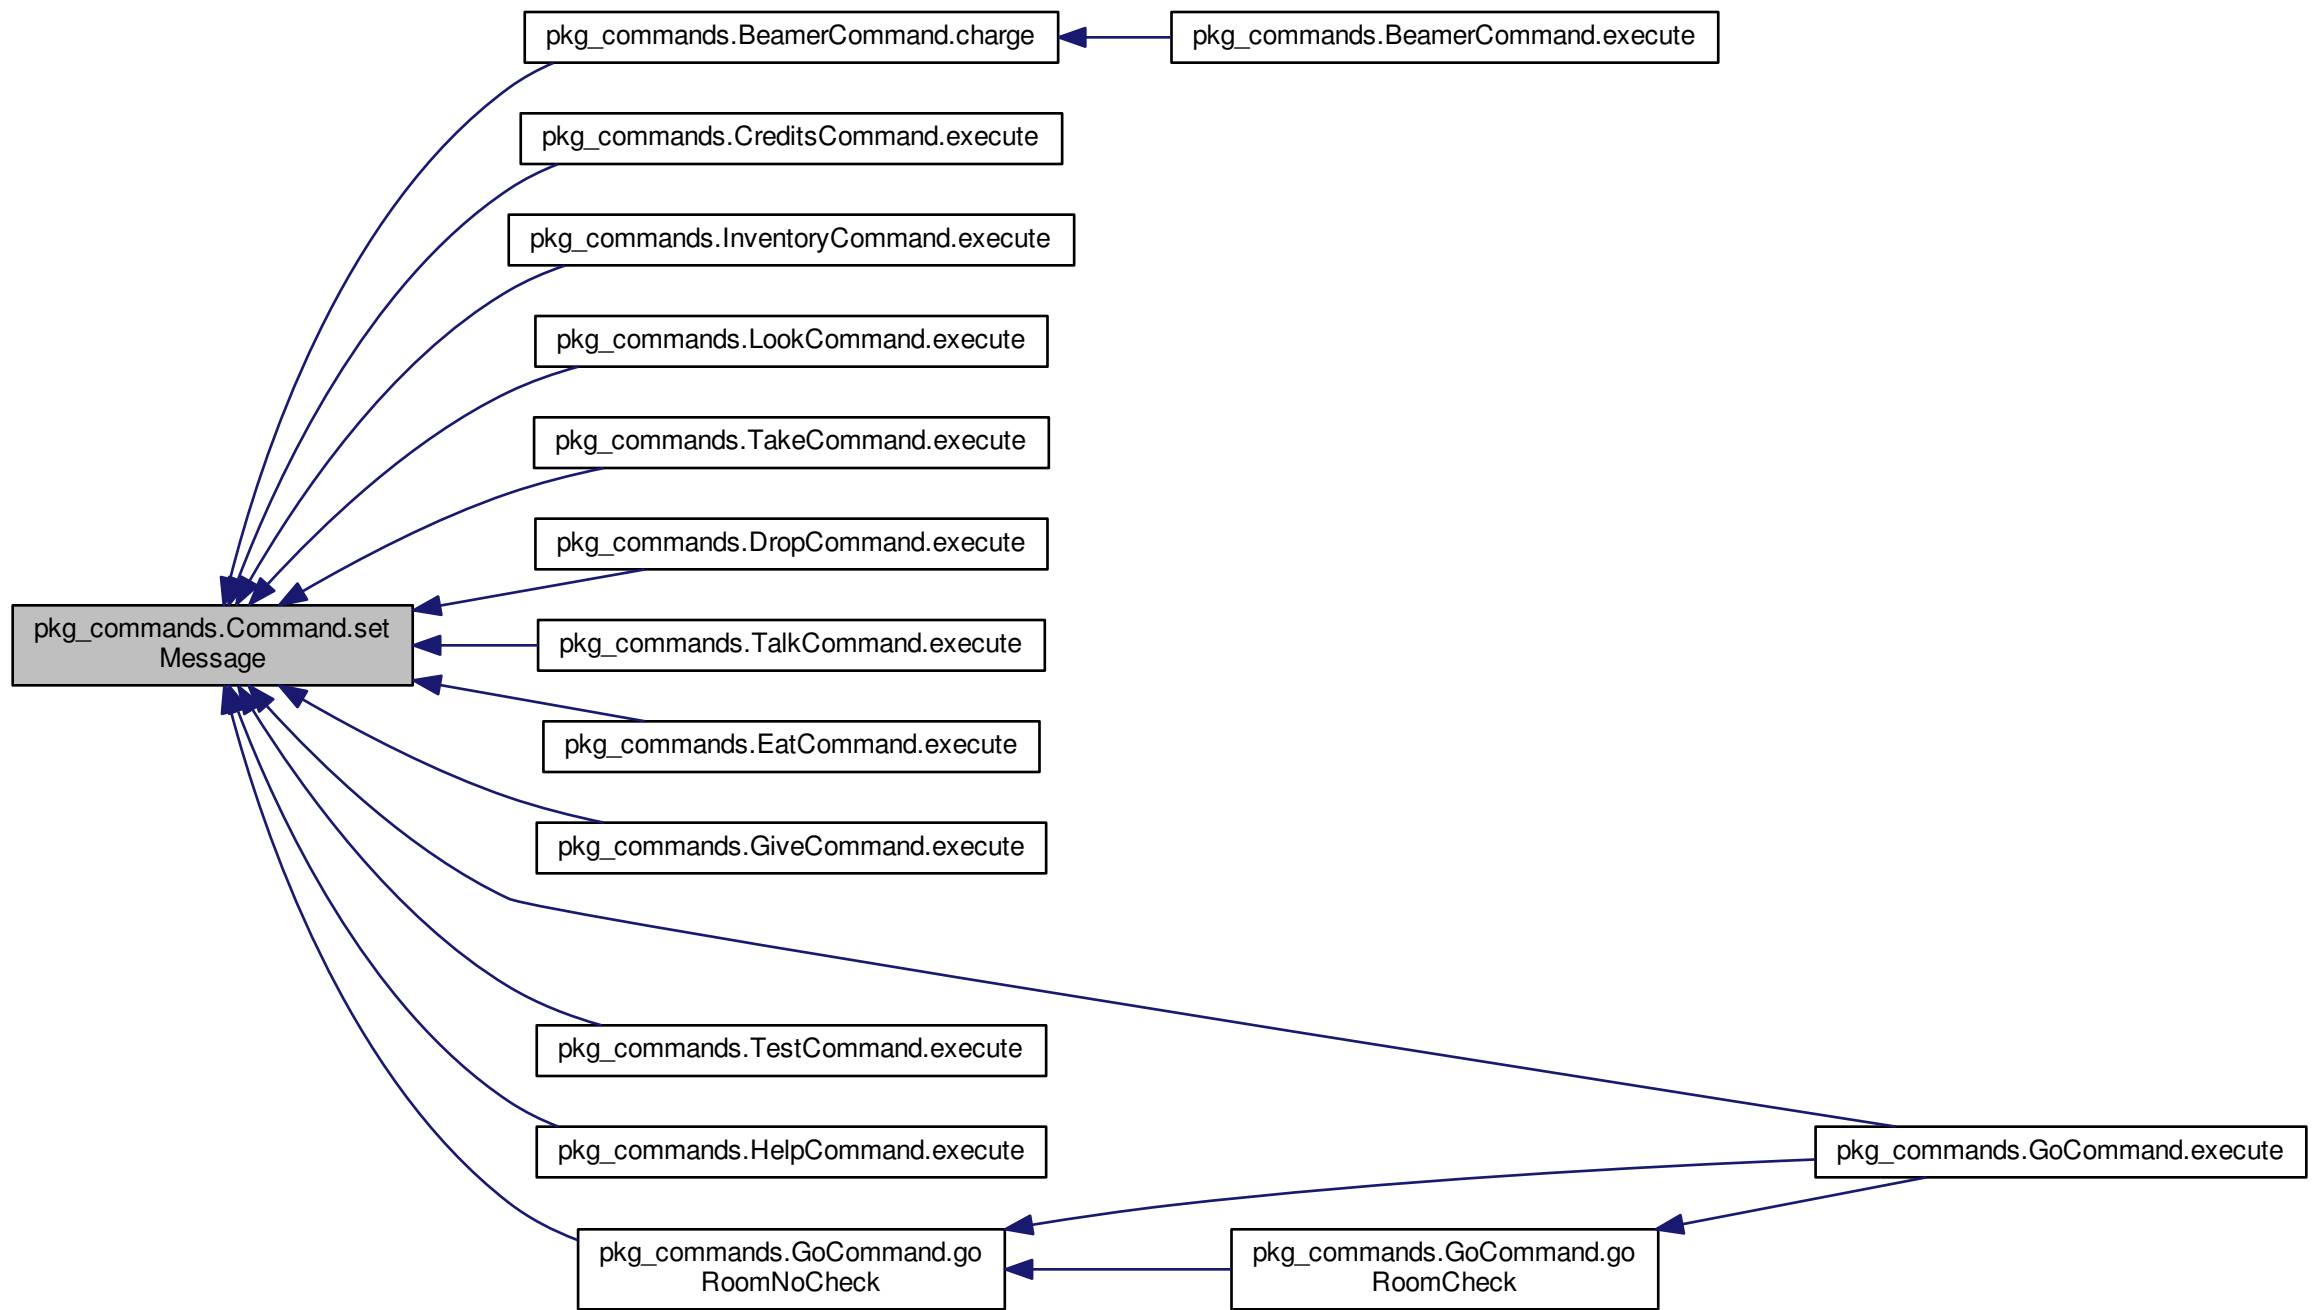 pkg_commands.BeamerCommand.charge
pkg_commands.BeamerCommand.execute
pkg_commands.CreditsCommand.execute
pkg_commands.InventoryCommand.execute
pkg_commands.LookCommand.execute
pkg_commands.TakeCommand.execute
pkg_commands.DropCommand.execute
pkg_commands.Command.set
Message
pkg_commands.TalkCommand.execute
pkg_commands.EatCommand.execute
pkg_commands.GiveCommand.execute
pkg_commands.TestCommand.execute
pkg_commands.HelpCommand.execute
pkg_commands.GoCommand.execute
pkg_commands.GoCommand.go
RoomNoCheck
pkg_commands.GoCommand.go
RoomCheck